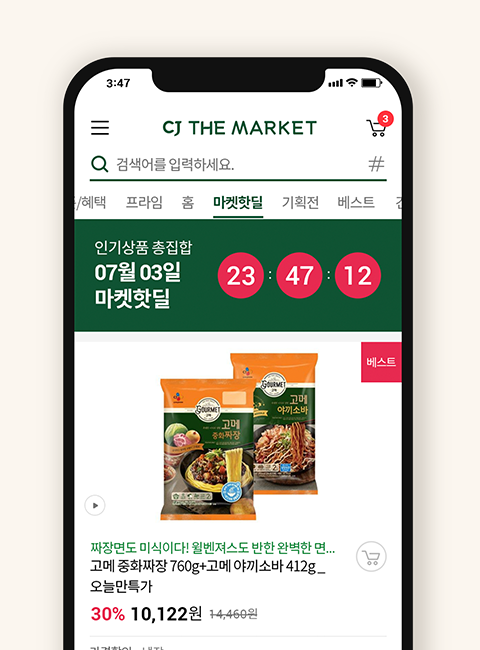 3:47
CJ THE MARKET
3
검색어를 입력하세요.
#
/혜택 프라임 홈 마켓핫딜 기획전 베스트
인기상품 총집합
07월 03일
마켓핫딜
23 : 47 : 12
베스트
GOURMET
고메
야끼소바
GOURMET
고메
중화짜장
짜장면도 미식이다! 윌벤져스도 반한 완벽한 면...
고메 중화짜장 760g+고메 야끼소바 412g _
오늘만특가
30% 10,122원 14,460원